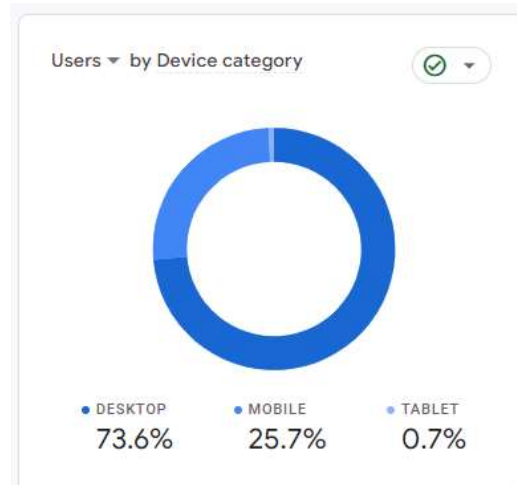 Users by Device category
DESKTOP MOBILE TABLET
73.6% 25.7% 0.7%